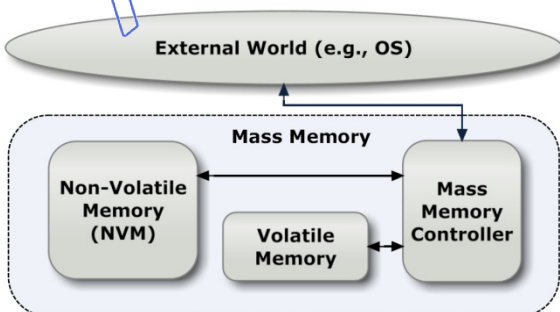 External World (e.g., OS)
Mass Memory
Non-Volatile
Memory
(NVM)
Volatile
Memory
Mass
Memory
Controller